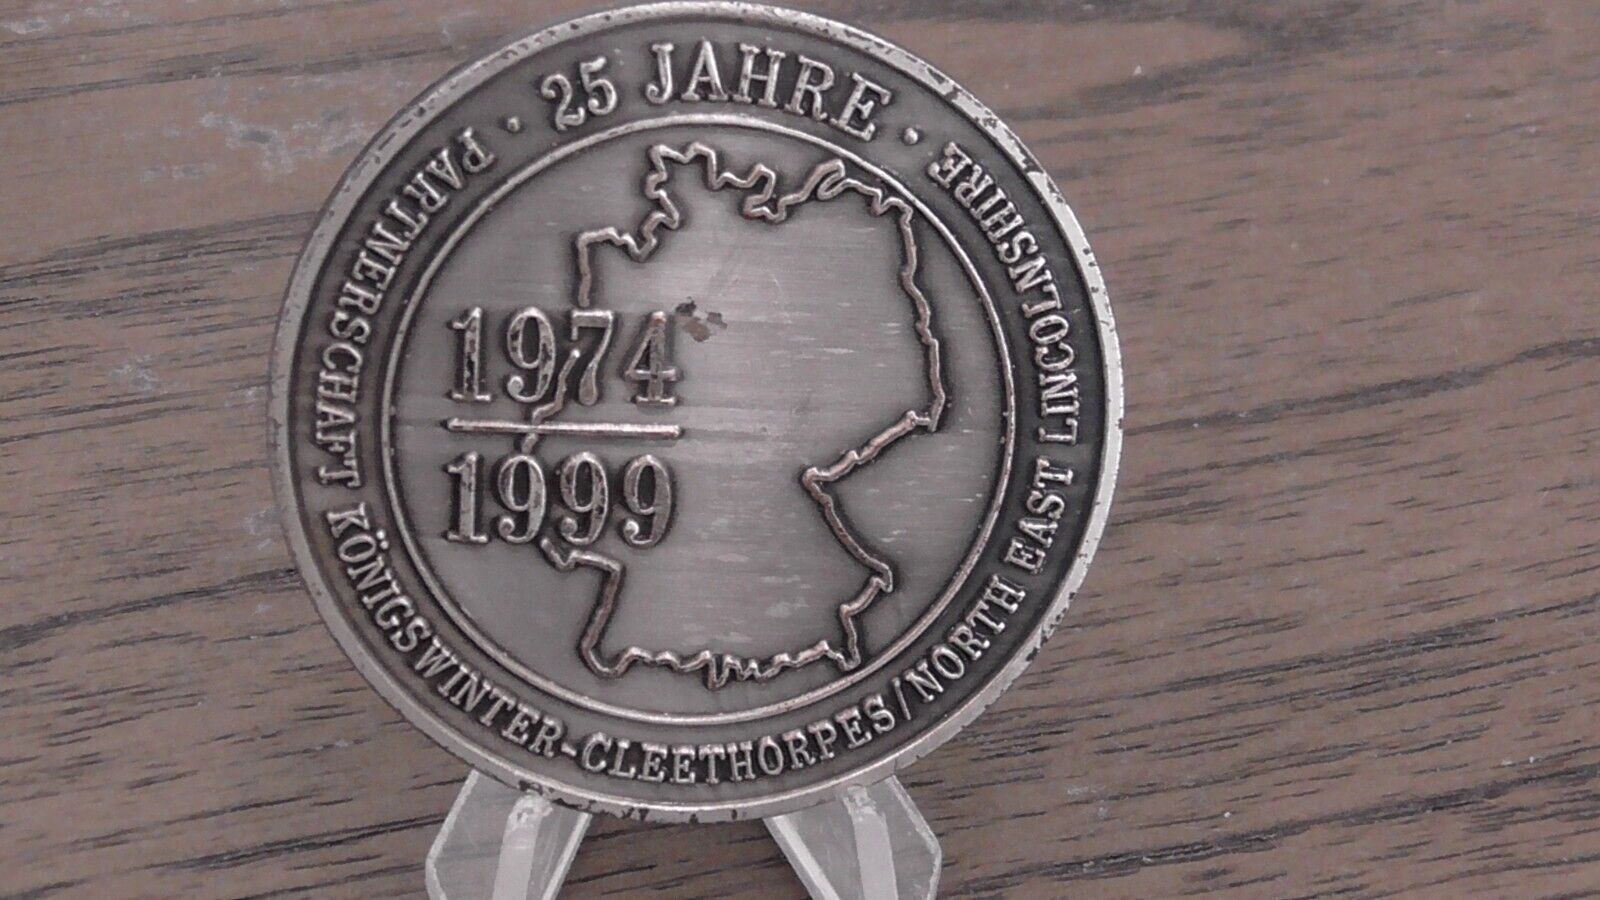 · 25 JAHRE ·
PARTNERSCHAFT KÖNIGSWINTER-CLEETHORPES/NORTH EAST LINCOLNSHIRE
1974
1999